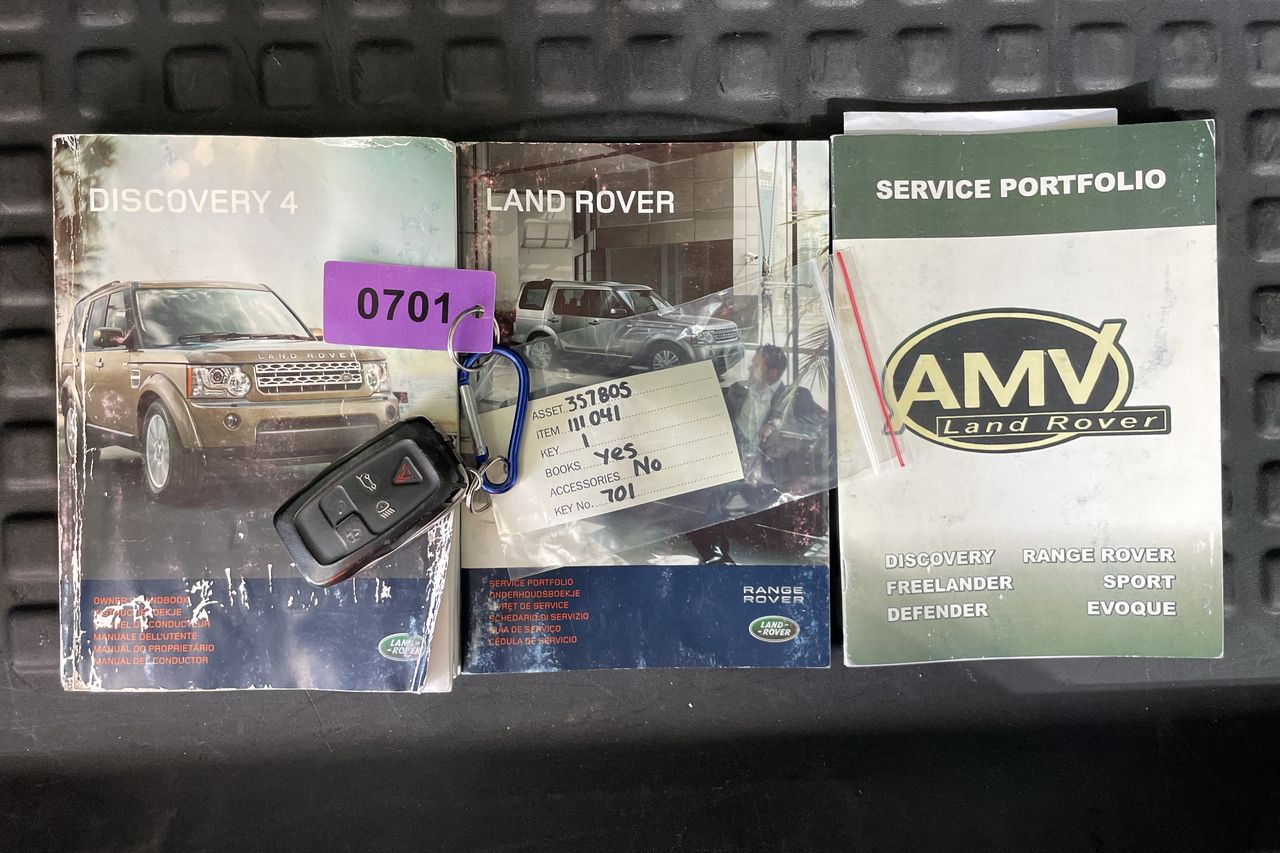 DISCOVERY 4
LAND ROVER
OWNER'S HANDBOOK
MANUALE DELL'UTENTE
MANUAL DO PROPRIETÁRIO
MANUAL DEL CONDUCTOR
LAND-
-ROVER
0701
LAND ROVER
ASSET 357805
ITEM 111041
KEY 1
BOOKS Yes
ACCESSORIES No
KEY No. 701
SERVICE PORTFOLIO
ONDERHOUDSBOEKJE
LIVRET DE SERVICE
SCHEDARIO DI SERVIZIO
GUIA DE SERVIÇO
CÉDULA DE SERVICIO
RANGE
ROVER
LAND-
-ROVER
SERVICE PORTFOLIO
AMV
Land Rover
DISCOVERY
FREELANDER
DEFENDER
RANGE ROVER
SPORT
EVOQUE